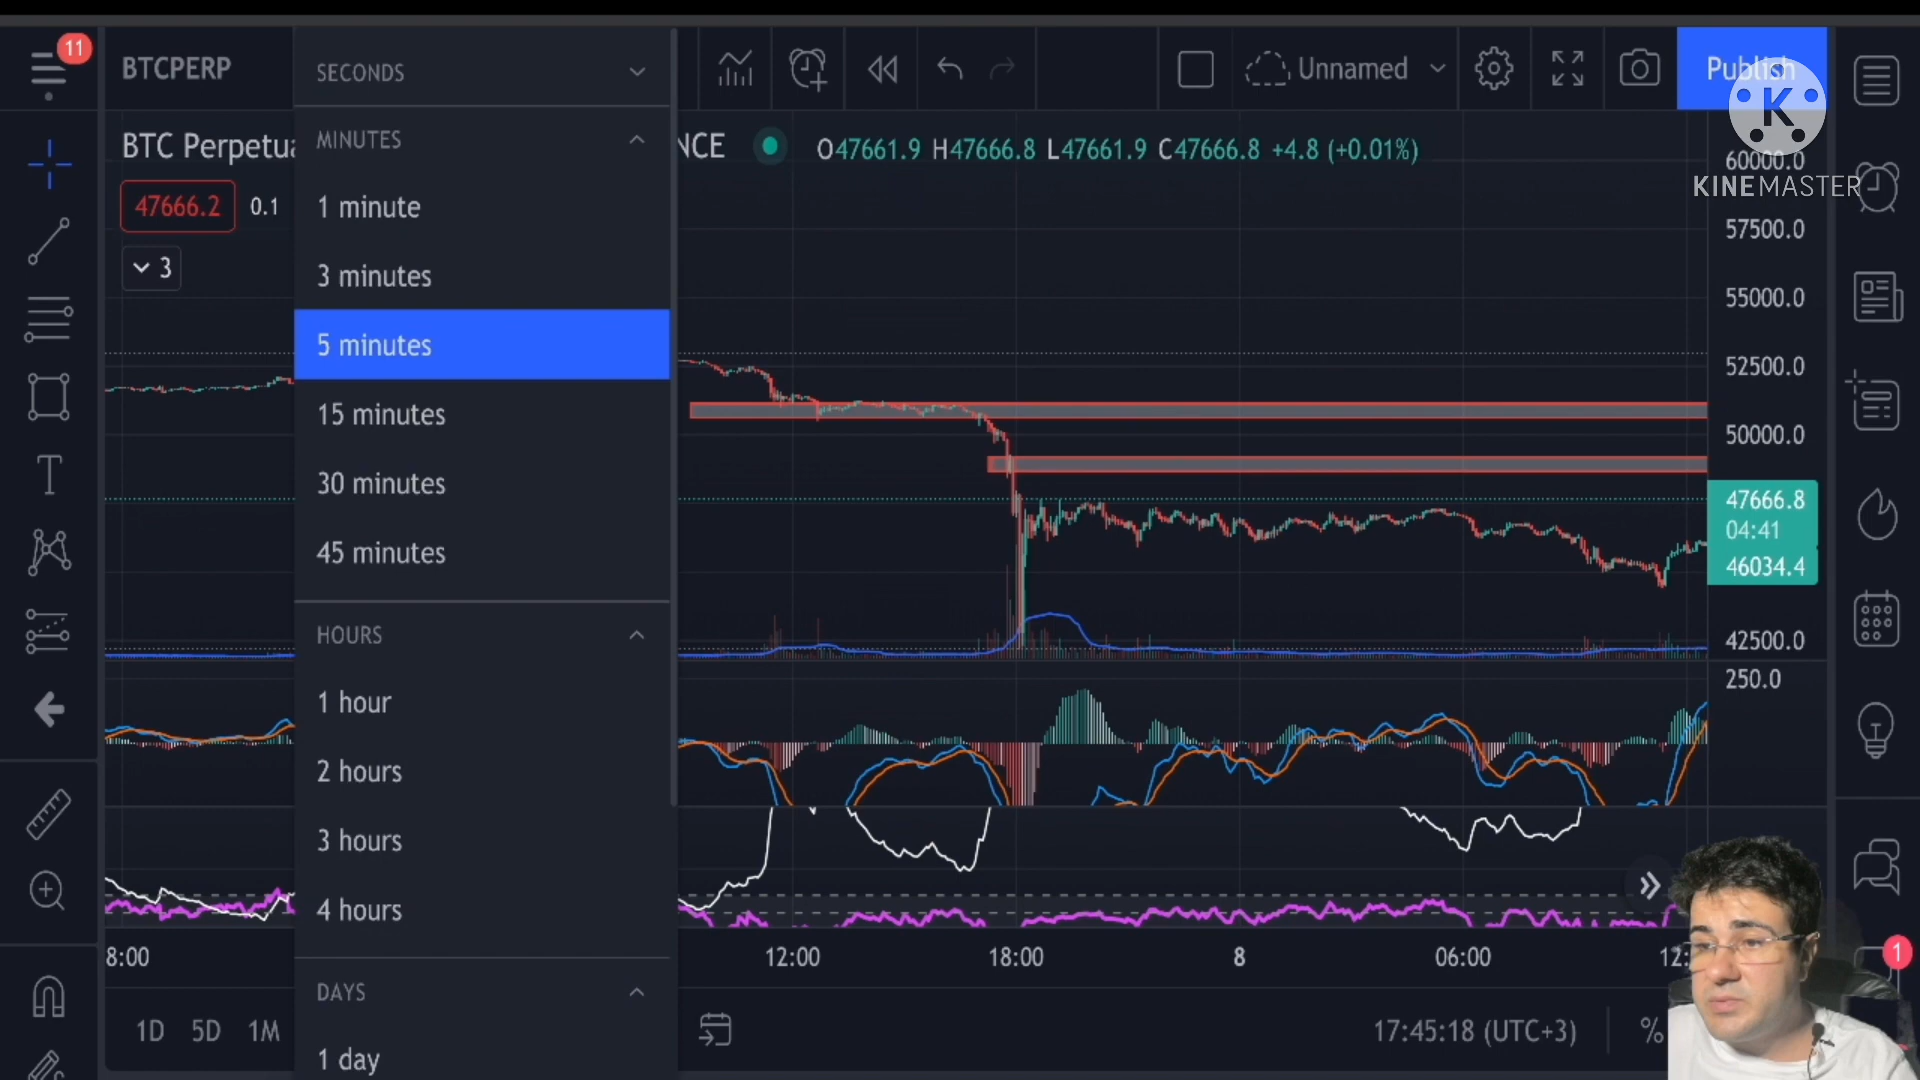 11
BTCPERP
SECONDS
Unnamed
Publish
BTC Perpetua
MINUTES
NCE
O47661.9 H47666.8 L47661.9 C47666.8 +4.8 (+0.01%)
K
KINEMASTER
47666.2
0.1
3
1 minute
3 minutes
5 minutes
15 minutes
30 minutes
45 minutes
HOURS
1 hour
2 hours
3 hours
4 hours
DAYS
1 day
60000.0
57500.0
55000.0
52500.0
50000.0
47666.8
04:41
46034.4
42500.0
250.0
8:00
12:00
18:00
8
06:00
12:
1
1D 5D 1M
17:45:18 (UTC+3)
%